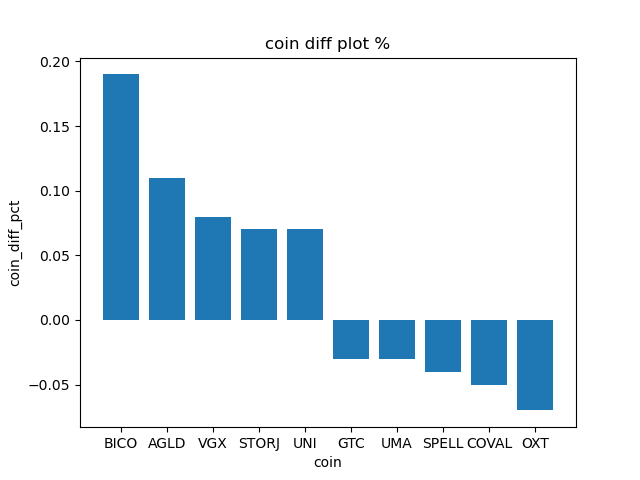 coin diff plot %
0.20
0.15
0.10
0.05
0.00
−0.05
coin_diff_pct
BICO AGLD VGX STORJ UNI GTC UMA SPELL COVAL OXT
coin